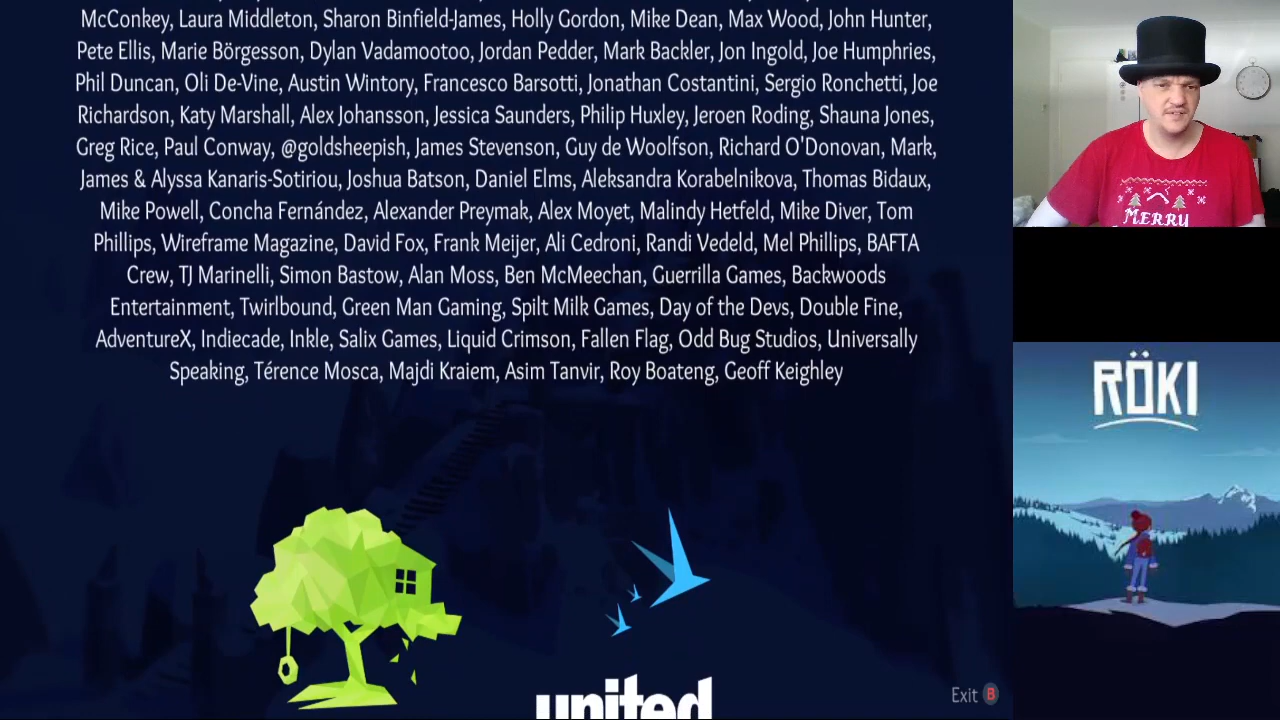 McConkey, Laura Middleton, Sharon Binfield-James, Holly Gordon, Mike Dean, Max Wood, John Hunter,
Pete Ellis, Marie Börgesson, Dylan Vadamootoo, Jordan Pedder, Mark Backler, Jon Ingold, Joe Humphries,
Phil Duncan, Oli De-Vine, Austin Wintory, Francesco Barsotti, Jonathan Costantini, Sergio Ronchetti, Joe
Richardson, Katy Marshall, Alex Johansson, Jessica Saunders, Philip Huxley, Jeroen Roding, Shauna Jones,
Greg Rice, Paul Conway, @goldsheepish, James Stevenson, Guy de Woolfson, Richard O'Donovan, Mark,
James & Alyssa Kanaris-Sotiriou, Joshua Batson, Daniel Elms, Aleksandra Korabelnikova, Thomas Bidaux,
Mike Powell, Concha Fernández, Alexander Preymak, Alex Moyet, Malindy Hetfeld, Mike Diver, Tom
Phillips, Wireframe Magazine, David Fox, Frank Meijer, Ali Cedroni, Randi Vedeld, Mel Phillips, BAFTA
Crew, TJ Marinelli, Simon Bastow, Alan Moss, Ben McMeechan, Guerrilla Games, Backwoods
Entertainment, Twirlbound, Green Man Gaming, Spilt Milk Games, Day of the Devs, Double Fine,
AdventureX, Indiecade, Inkle, Salix Games, Liquid Crimson, Fallen Flag, Odd Bug Studios, Universally
Speaking, Térence Mosca, Majdi Kraiem, Asim Tanvir, Roy Boateng, Geoff Keighley
united
Exit B
MERRY
RÖKI